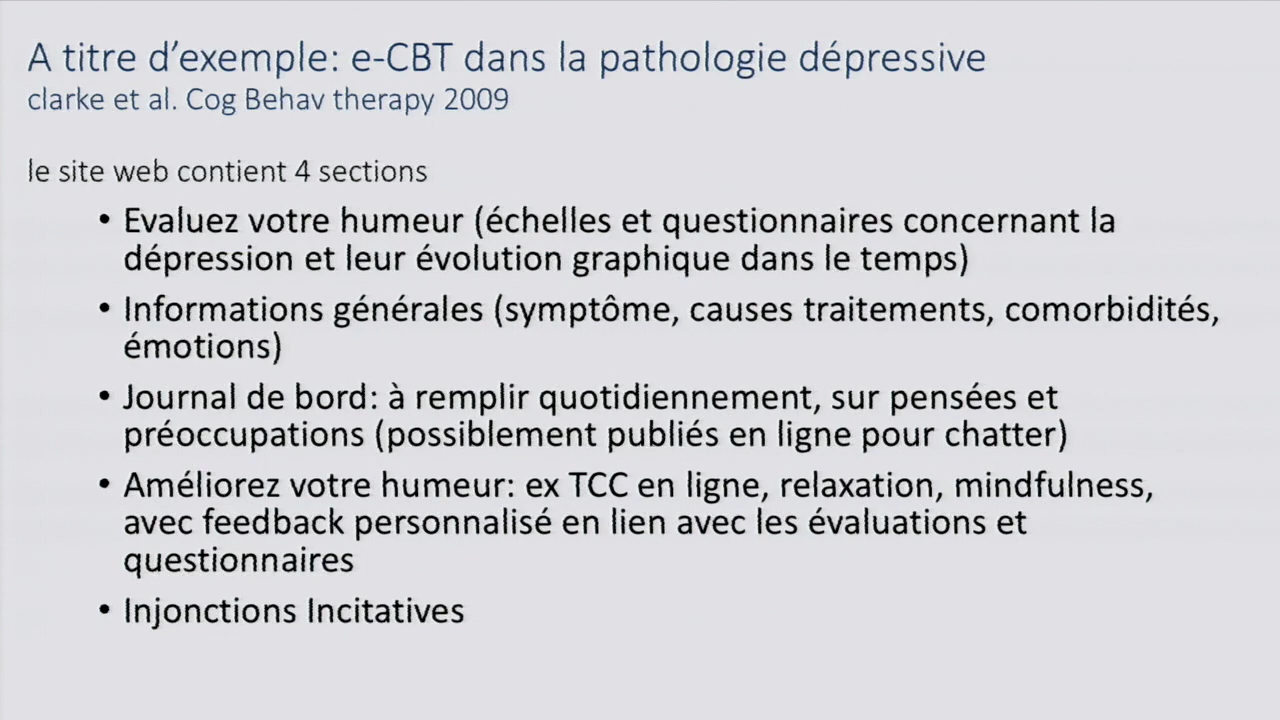 A titre d’exemple: e-CBT dans la pathologie dépressive
clarke et al. Cog Behav therapy 2009
le site web contient 4 sections
• Evaluez votre humeur (échelles et questionnaires concernant la
dépression et leur évolution graphique dans le temps)
• Informations générales (symptôme, causes traitements, comorbidités,
émotions)
• Journal de bord: à remplir quotidiennement, sur pensées et
préoccupations (possiblement publiés en ligne pour chatter)
• Améliorez votre humeur: ex TCC en ligne, relaxation, mindfulness,
avec feedback personnalisé en lien avec les évaluations et
questionnaires
• Injonctions Incitatives